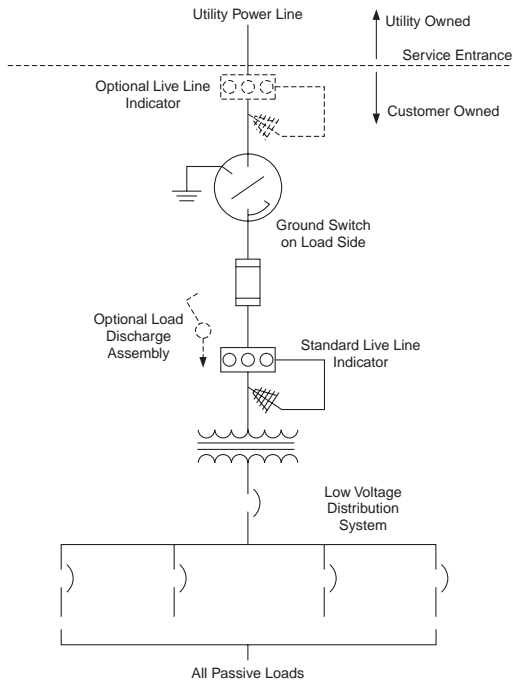 Utility Power Line
Utility Owned
Service Entrance
Optional Live Line
Indicator
Customer Owned
Ground Switch
on Load Side
Optional Load
Discharge
Assembly
Standard Live Line
Indicator
Low Voltage
Distribution
System
All Passive Loads